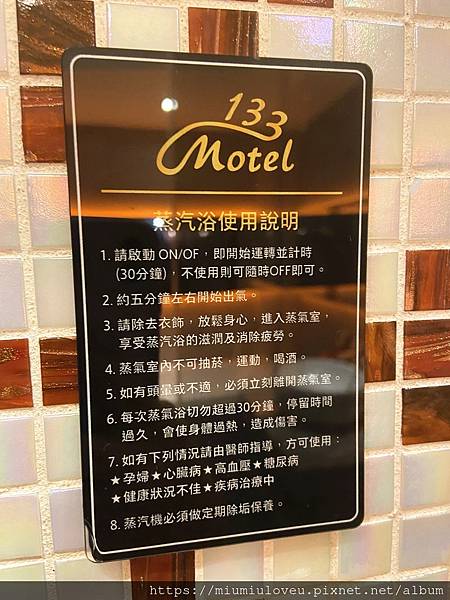 133
Motel
蒸汽浴使用說明
1. 請啟動 ON/OF，即開始運轉並計時
(30分鐘)，不使用則可隨時OFF即可。
2. 約五分鐘左右開始出氣。
3. 請除去衣飾，放鬆身心，進入蒸氣室，
享受蒸汽浴的滋潤及消除疲勞。
4. 蒸氣室內不可抽菸，運動，喝酒。
5. 如有頭暈或不適，必須立刻離開蒸氣室。
6. 每次蒸氣浴切勿超過30分鐘，停留時間
過久，會使身體過熱，造成傷害。
7. 如有下列情況請由醫師指導，方可使用：
★孕婦★心臟病★高血壓★糖尿病
★健康狀況不佳★疾病治療中
8. 蒸汽機必須做定期除垢保養。
https://miumiuloveu.pixnet.net/album